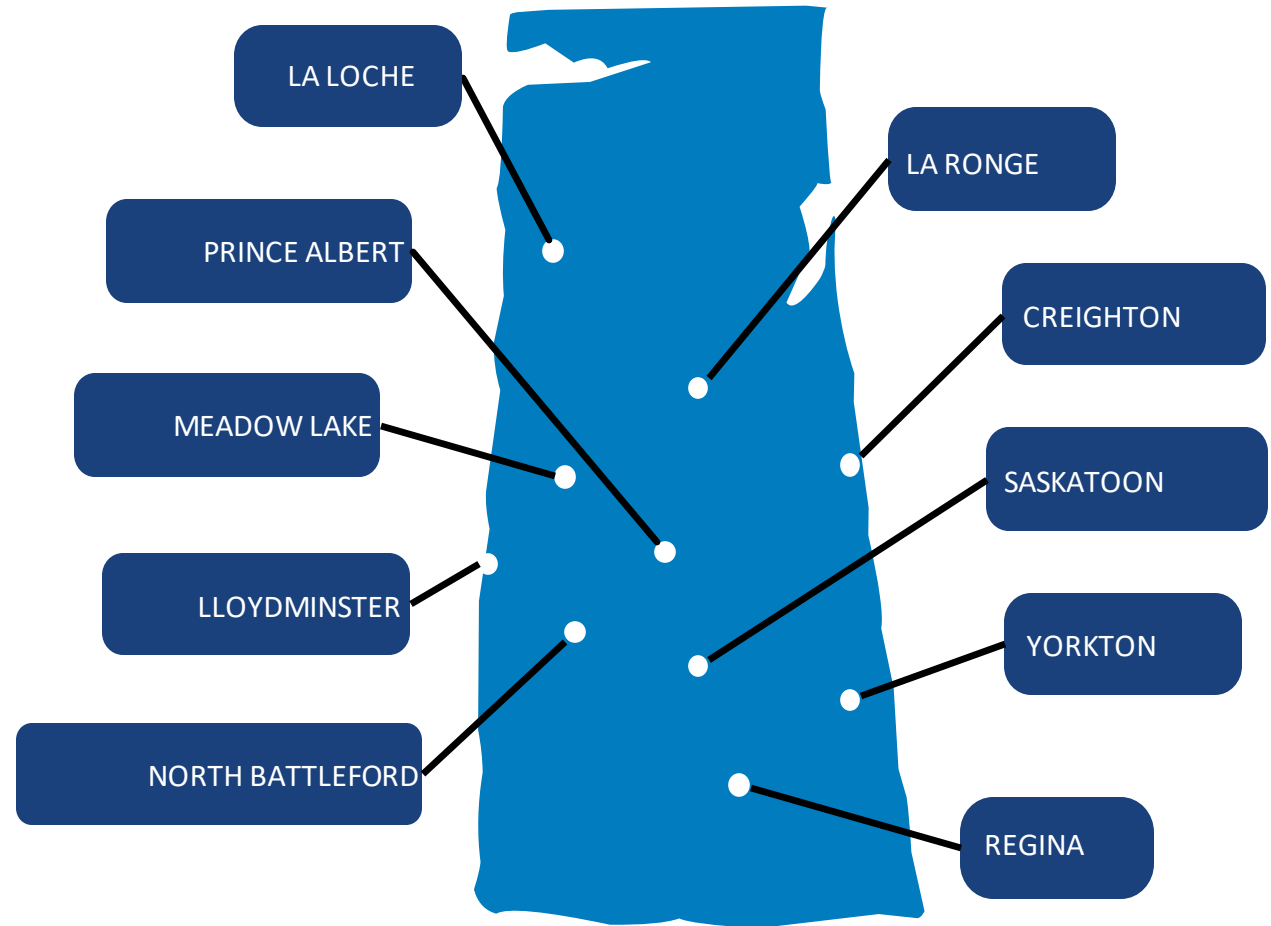 LA LOCHE
LA RONGE
PRINCE ALBERT
CREIGHTON
MEADOW LAKE
SASKATOON
LLOYDMINSTER
YORKTON
NORTH BATTLEFORD
REGINA